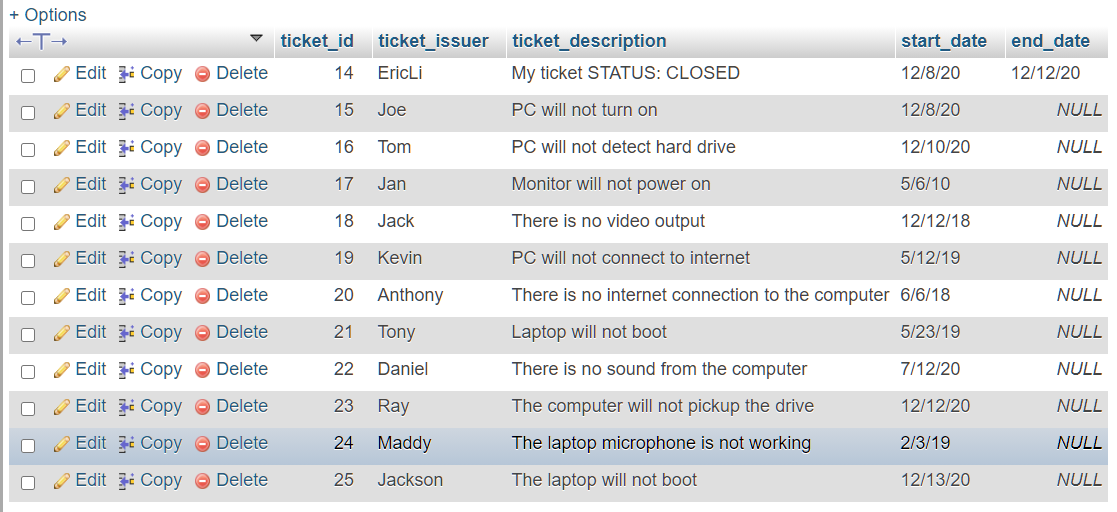 + Options
←T→ ticket_id ticket_issuer ticket_description start_date end_date
Edit Copy Delete 14 EricLi My ticket STATUS: CLOSED 12/8/20 12/12/20
Edit Copy Delete 15 Joe PC will not turn on 12/8/20 NULL
Edit Copy Delete 16 Tom PC will not detect hard drive 12/10/20 NULL
Edit Copy Delete 17 Jan Monitor will not power on 5/6/10 NULL
Edit Copy Delete 18 Jack There is no video output 12/12/18 NULL
Edit Copy Delete 19 Kevin PC will not connect to internet 5/12/19 NULL
Edit Copy Delete 20 Anthony There is no internet connection to the computer 6/6/18 NULL
Edit Copy Delete 21 Tony Laptop will not boot 5/23/19 NULL
Edit Copy Delete 22 Daniel There is no sound from the computer 7/12/20 NULL
Edit Copy Delete 23 Ray The computer will not pickup the drive 12/12/20 NULL
Edit Copy Delete 24 Maddy The laptop microphone is not working 2/3/19 NULL
Edit Copy Delete 25 Jackson The laptop will not boot 12/13/20 NULL